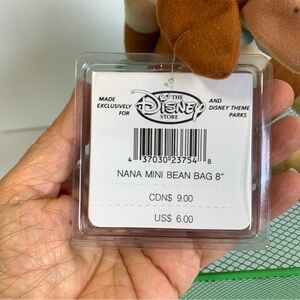 MADE EXCLUSIVELY FOR
THE
DISNEY
STORE
AND DISNEY THEME PARKS
4 37030 23754 8
NANA MINI BEAN BAG 8"
CDN$ 9.00
US$ 6.00